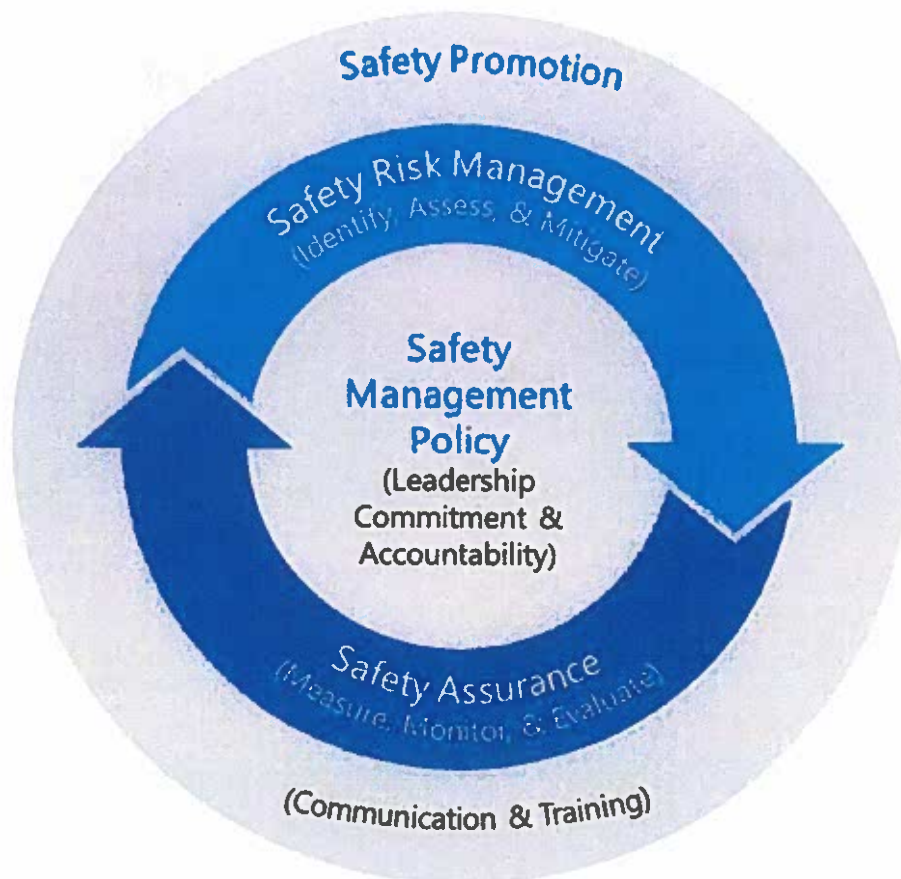 Safety Promotion
Safety Risk Management
(Identify, Assess, & Mitigate)
Safety
Management
Policy
(Leadership
Commitment &
Accountability)
Safety Assurance
(Measure, Monitor, & Evaluate)
(Communication & Training)